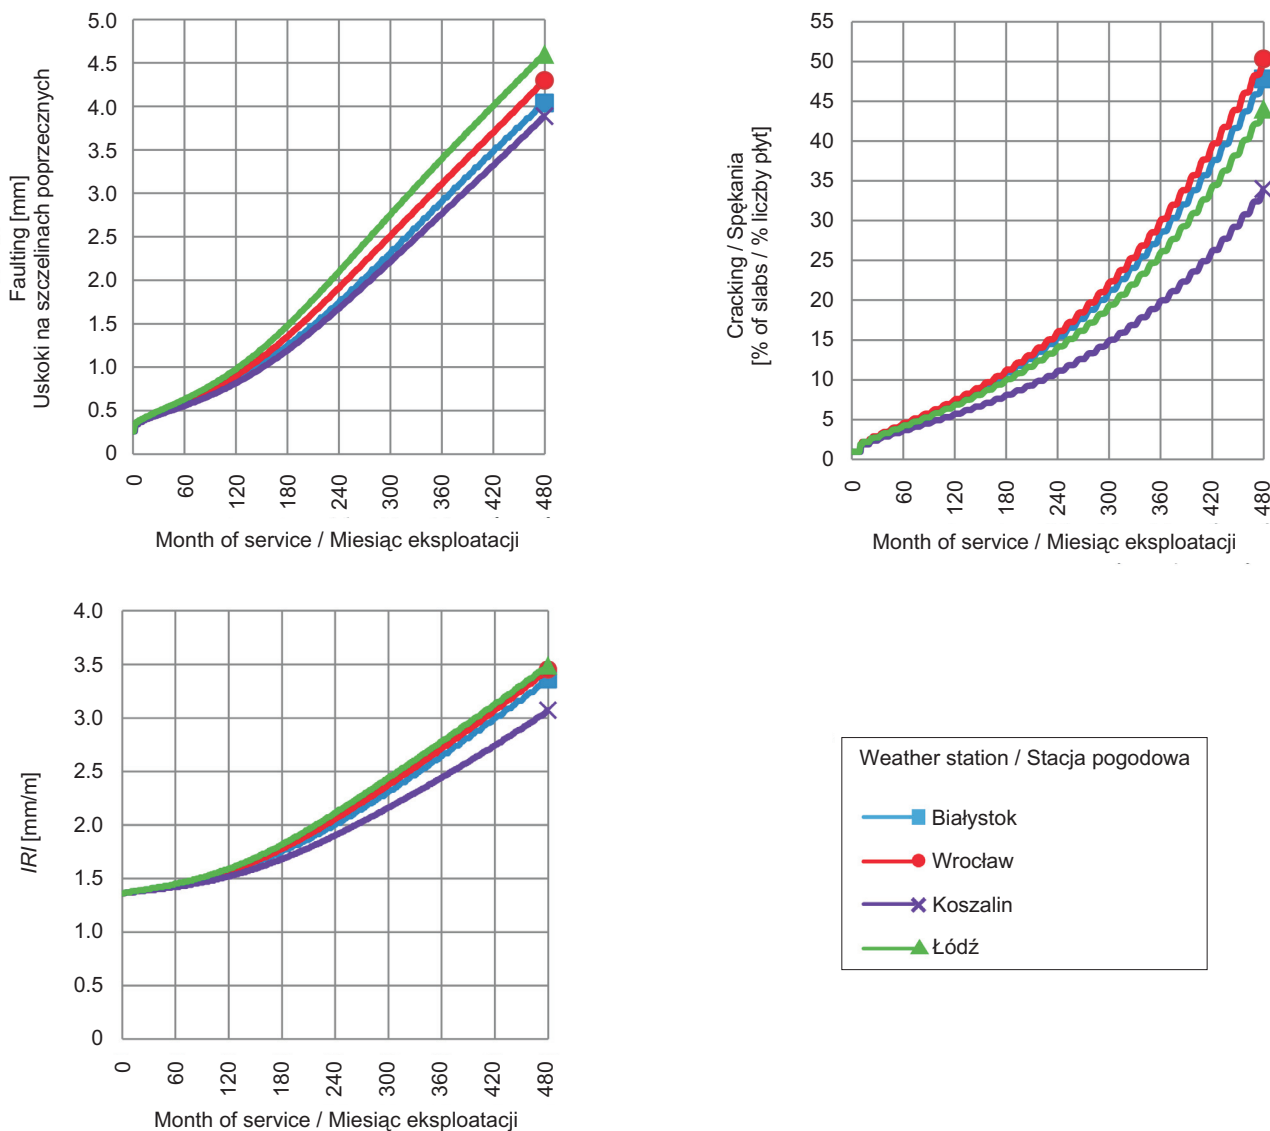 5.0
4.5
4.0
3.5
3.0
2.5
2.0
1.5
1.0
0.5
0
Faulting [mm]
Uskoki na szczelinach poprzecznych
0 60 120 180 240 300 360 420 480
Month of service / Miesiąc eksploatacji
55
50
45
40
35
30
25
20
15
10
5
0
Cracking / Spękania
[% of slabs / % liczby płyt]
0 60 120 180 240 300 360 420 480
Month of service / Miesiąc eksploatacji
4.0
3.5
3.0
2.5
2.0
1.5
1.0
0.5
0
IRI [mm/m]
0 60 120 180 240 300 360 420 480
Month of service / Miesiąc eksploatacji
Weather station / Stacja pogodowa
Białystok
Wrocław
Koszalin
Łódź